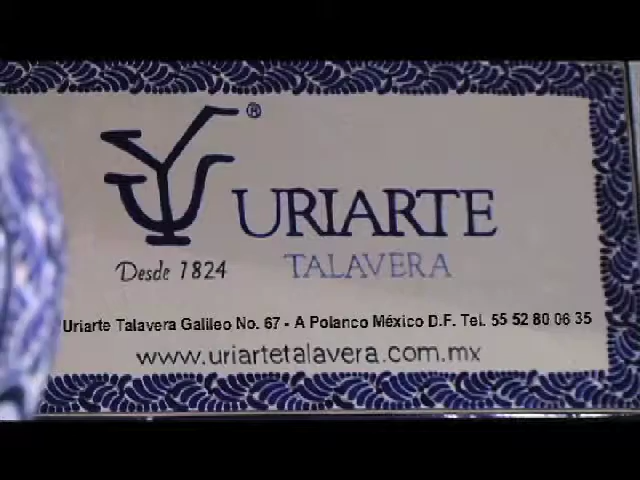 ®
URIARTE
TALAVERA
Desde 1824
Uriarte Talavera Galileo No. 67 - A Polanco México D.F. Tel. 55 52 80 06 35
www.uriartetalavera.com.mx